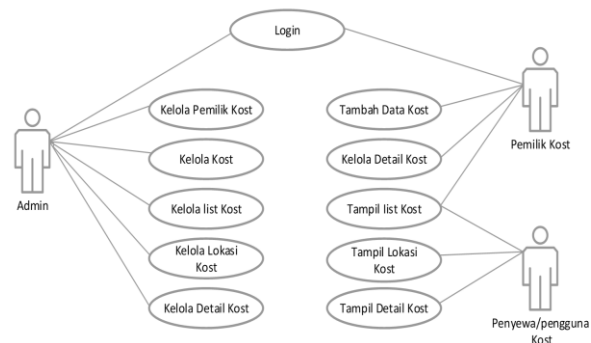 Login
Kelola Pemilik Kost
Tambah Data Kost
Pemilik Kost
Kelola Kost
Kelola Detail Kost
Admin
Kelola list Kost
Tampil list Kost
Kelola Lokasi
Kost
Tampil Lokasi
Kost
Kelola Detail Kost
Tampil Detail Kost
Penyewa/pengguna
Kost